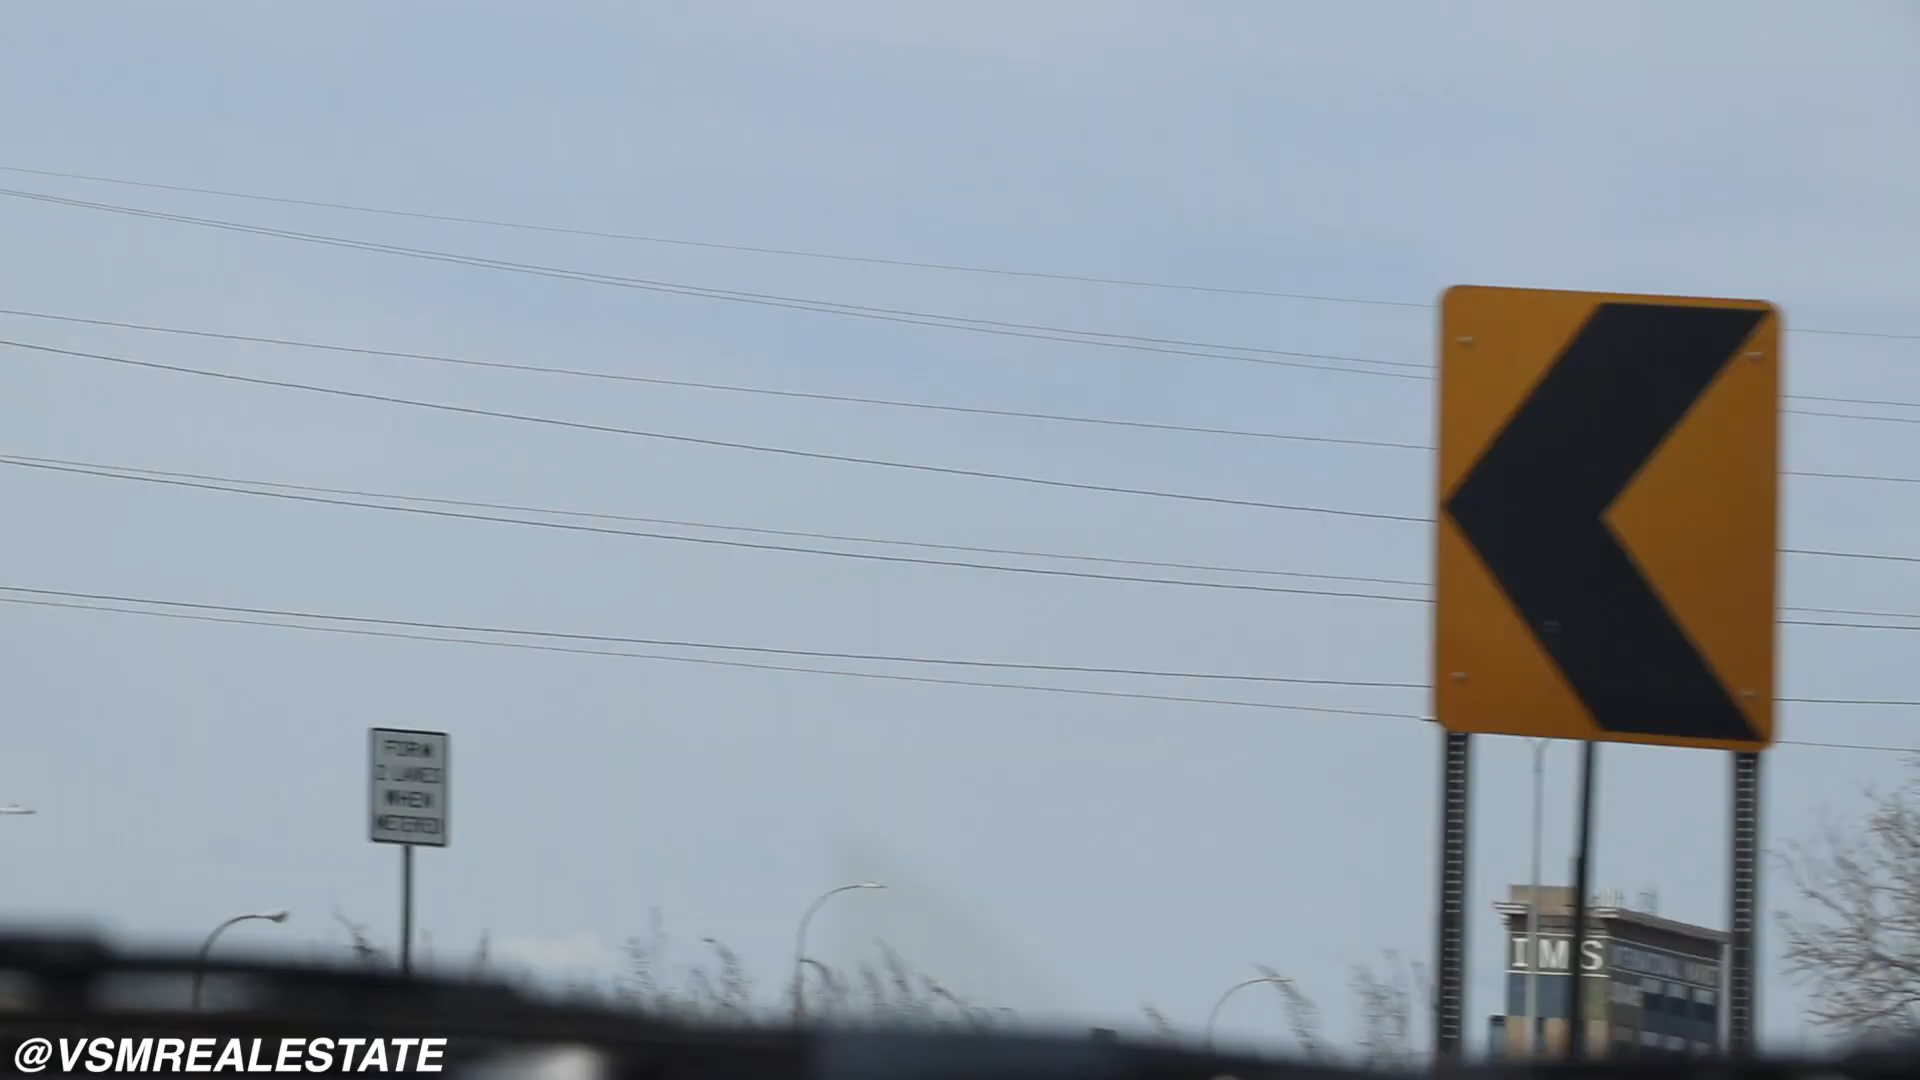 FORM
2 LANES
WHEN
METERED
IMS
@VSMREALESTATE